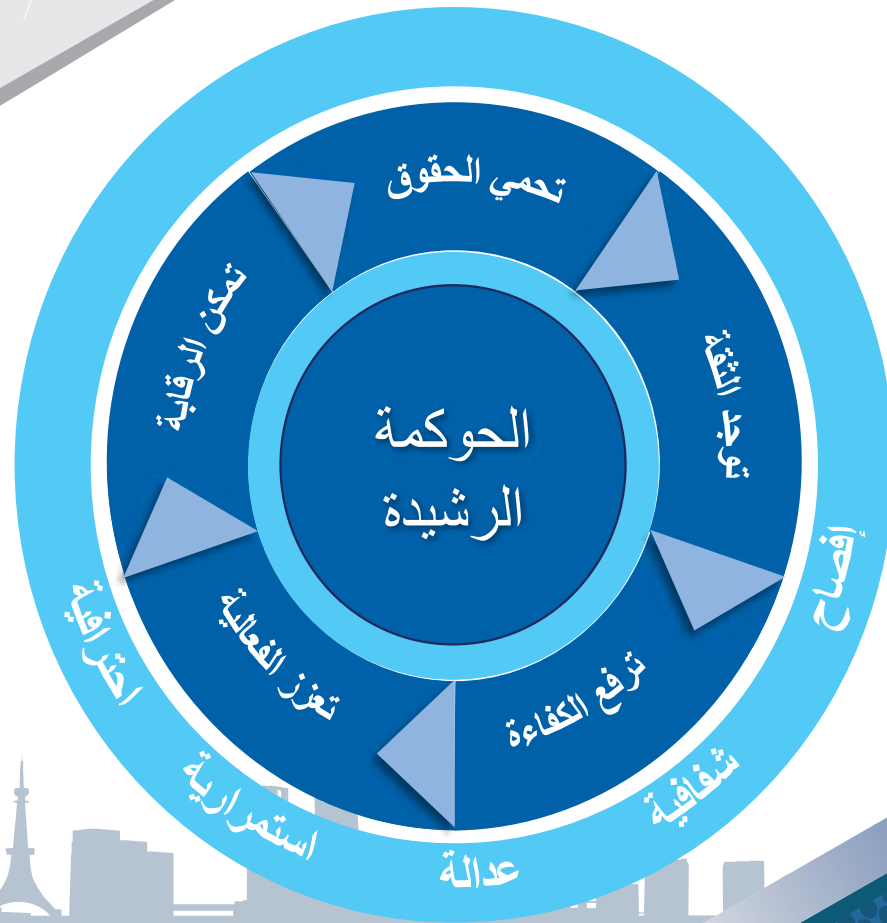 الحوكمة
الرشيدة
تحمي الحقوق
توجد الثقة
ترفع الكفاءة
تعزز الفعالية
تمكن الرقابة
إفصاح
شفافية
عدالة
استمرارية
احترافية